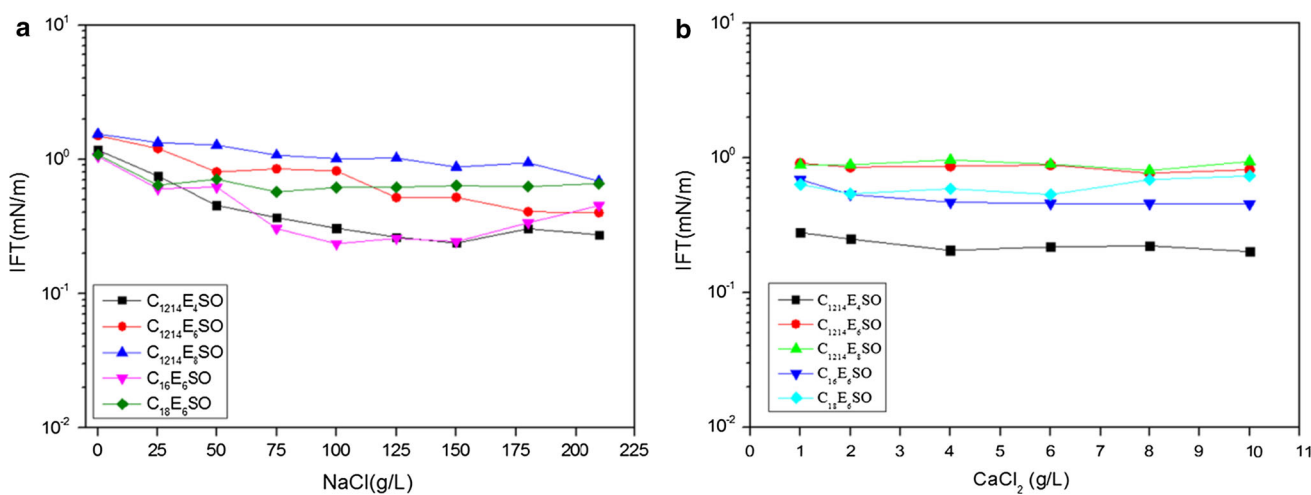 a
10¹
10⁰
10⁻¹
10⁻²
IFT(mN/m)
C₁₂₁₄E₄SO
C₁₂₁₄E₆SO
C₁₂₁₄E₈SO
C₁₆E₆SO
C₁₈E₆SO
0 25 50 75 100 125 150 175 200 225
NaCl(g/L)
b
10¹
10⁰
10⁻¹
10⁻²
IFT(mN/m)
C₁₂₁₄E₄SO
C₁₂₁₄E₆SO
C₁₂₁₄E₈SO
C₁₆E₆SO
C₁₈E₆SO
0 1 2 3 4 5 6 7 8 9 10 11
CaCl₂ (g/L)